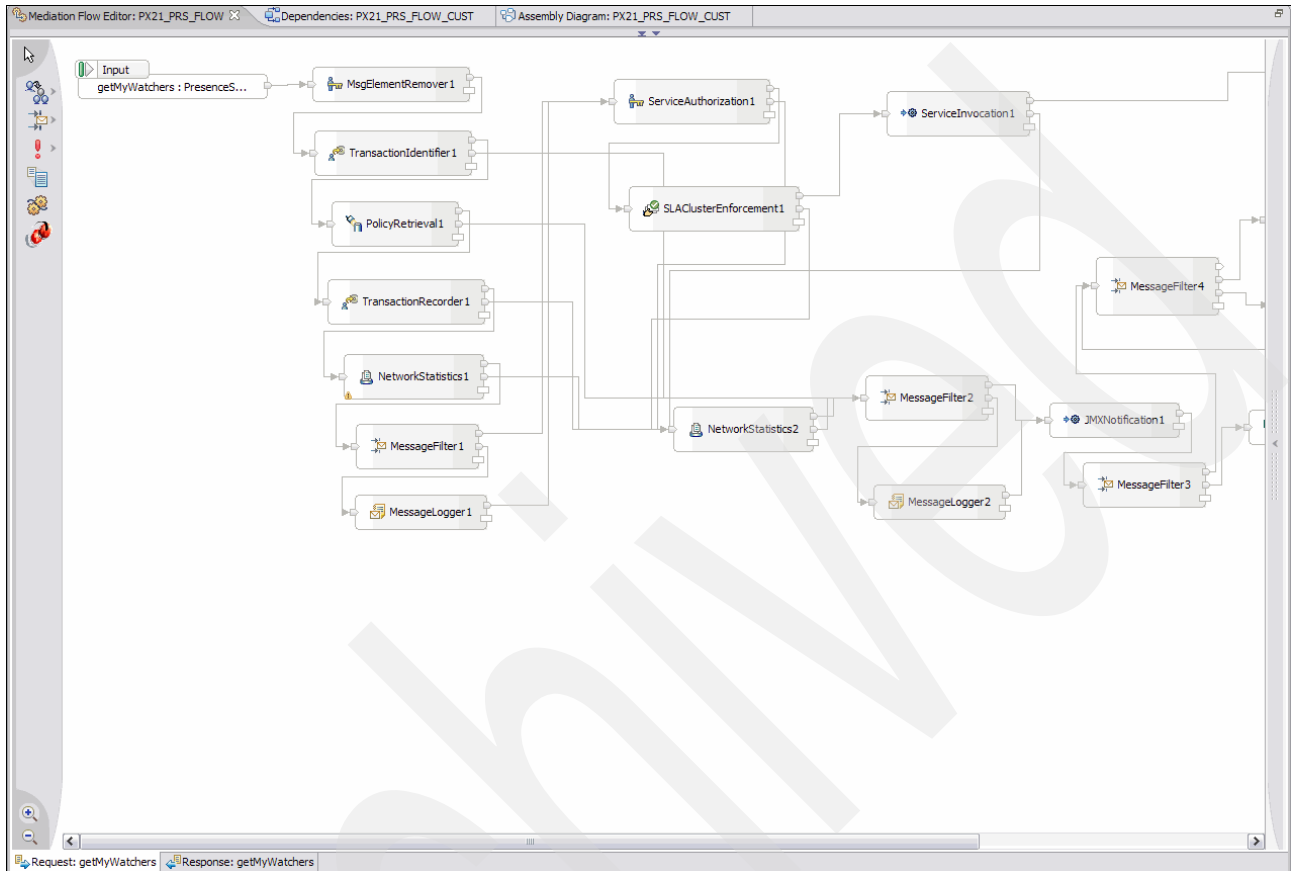 Mediation Flow Editor: PX21_PRS_FLOW
Dependencies: PX21_PRS_FLOW_CUST
Assembly Diagram: PX21_PRS_FLOW_CUST
Input
getMyWatchers : PresenceS...
MsgElementRemover1
ServiceAuthorization1
ServiceInvocation1
TransactionIdentifier1
SLAClusterEnforcement1
PolicyRetrieval1
MessageFilter4
TransactionRecorder1
NetworkStatistics1
MessageFilter2
JMXNotification1
NetworkStatistics2
MessageFilter1
MessageFilter3
MessageLogger2
MessageLogger1
Request: getMyWatchers
Response: getMyWatchers